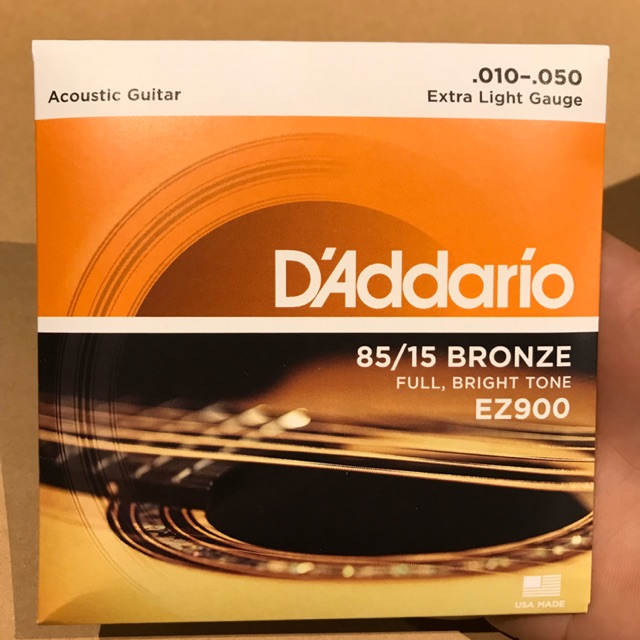 Acoustic Guitar
.010–.050
Extra Light Gauge
D'Addario
85/15 BRONZE
FULL, BRIGHT TONE
EZ900
USA MADE